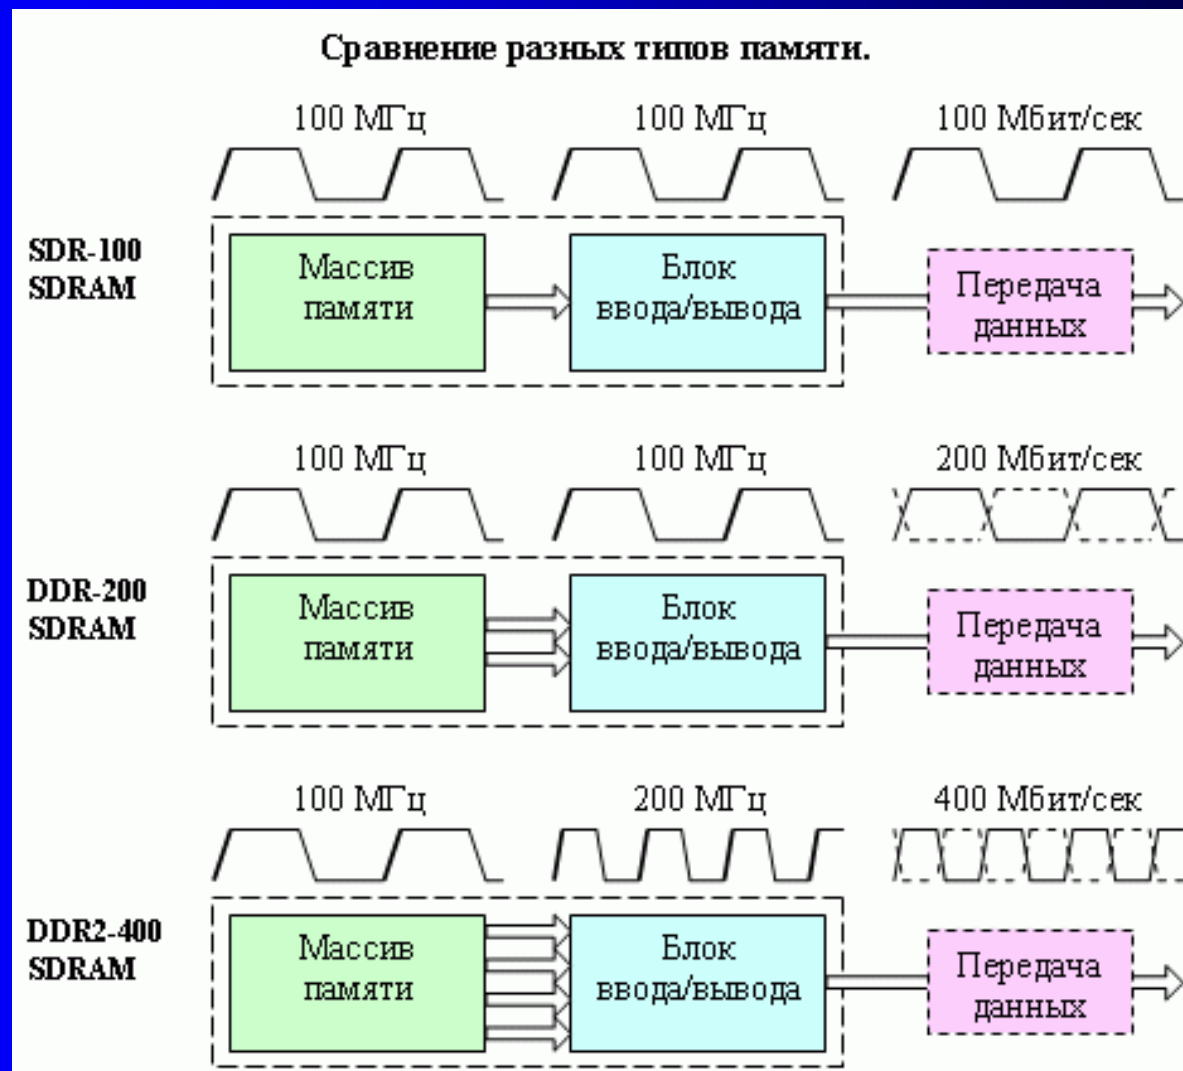 Сравнение разных типов памяти.
100 МГц
100 МГц
100 Мбит/сек
SDR-100
SDRAM
Массив
памяти
Блок
ввода/вывода
Передача
данных
100 МГц
100 МГц
200 Мбит/сек
DDR-200
SDRAM
Массив
памяти
Блок
ввода/вывода
Передача
данных
100 МГц
200 МГц
400 Мбит/сек
DDR2-400
SDRAM
Массив
памяти
Блок
ввода/вывода
Передача
данных